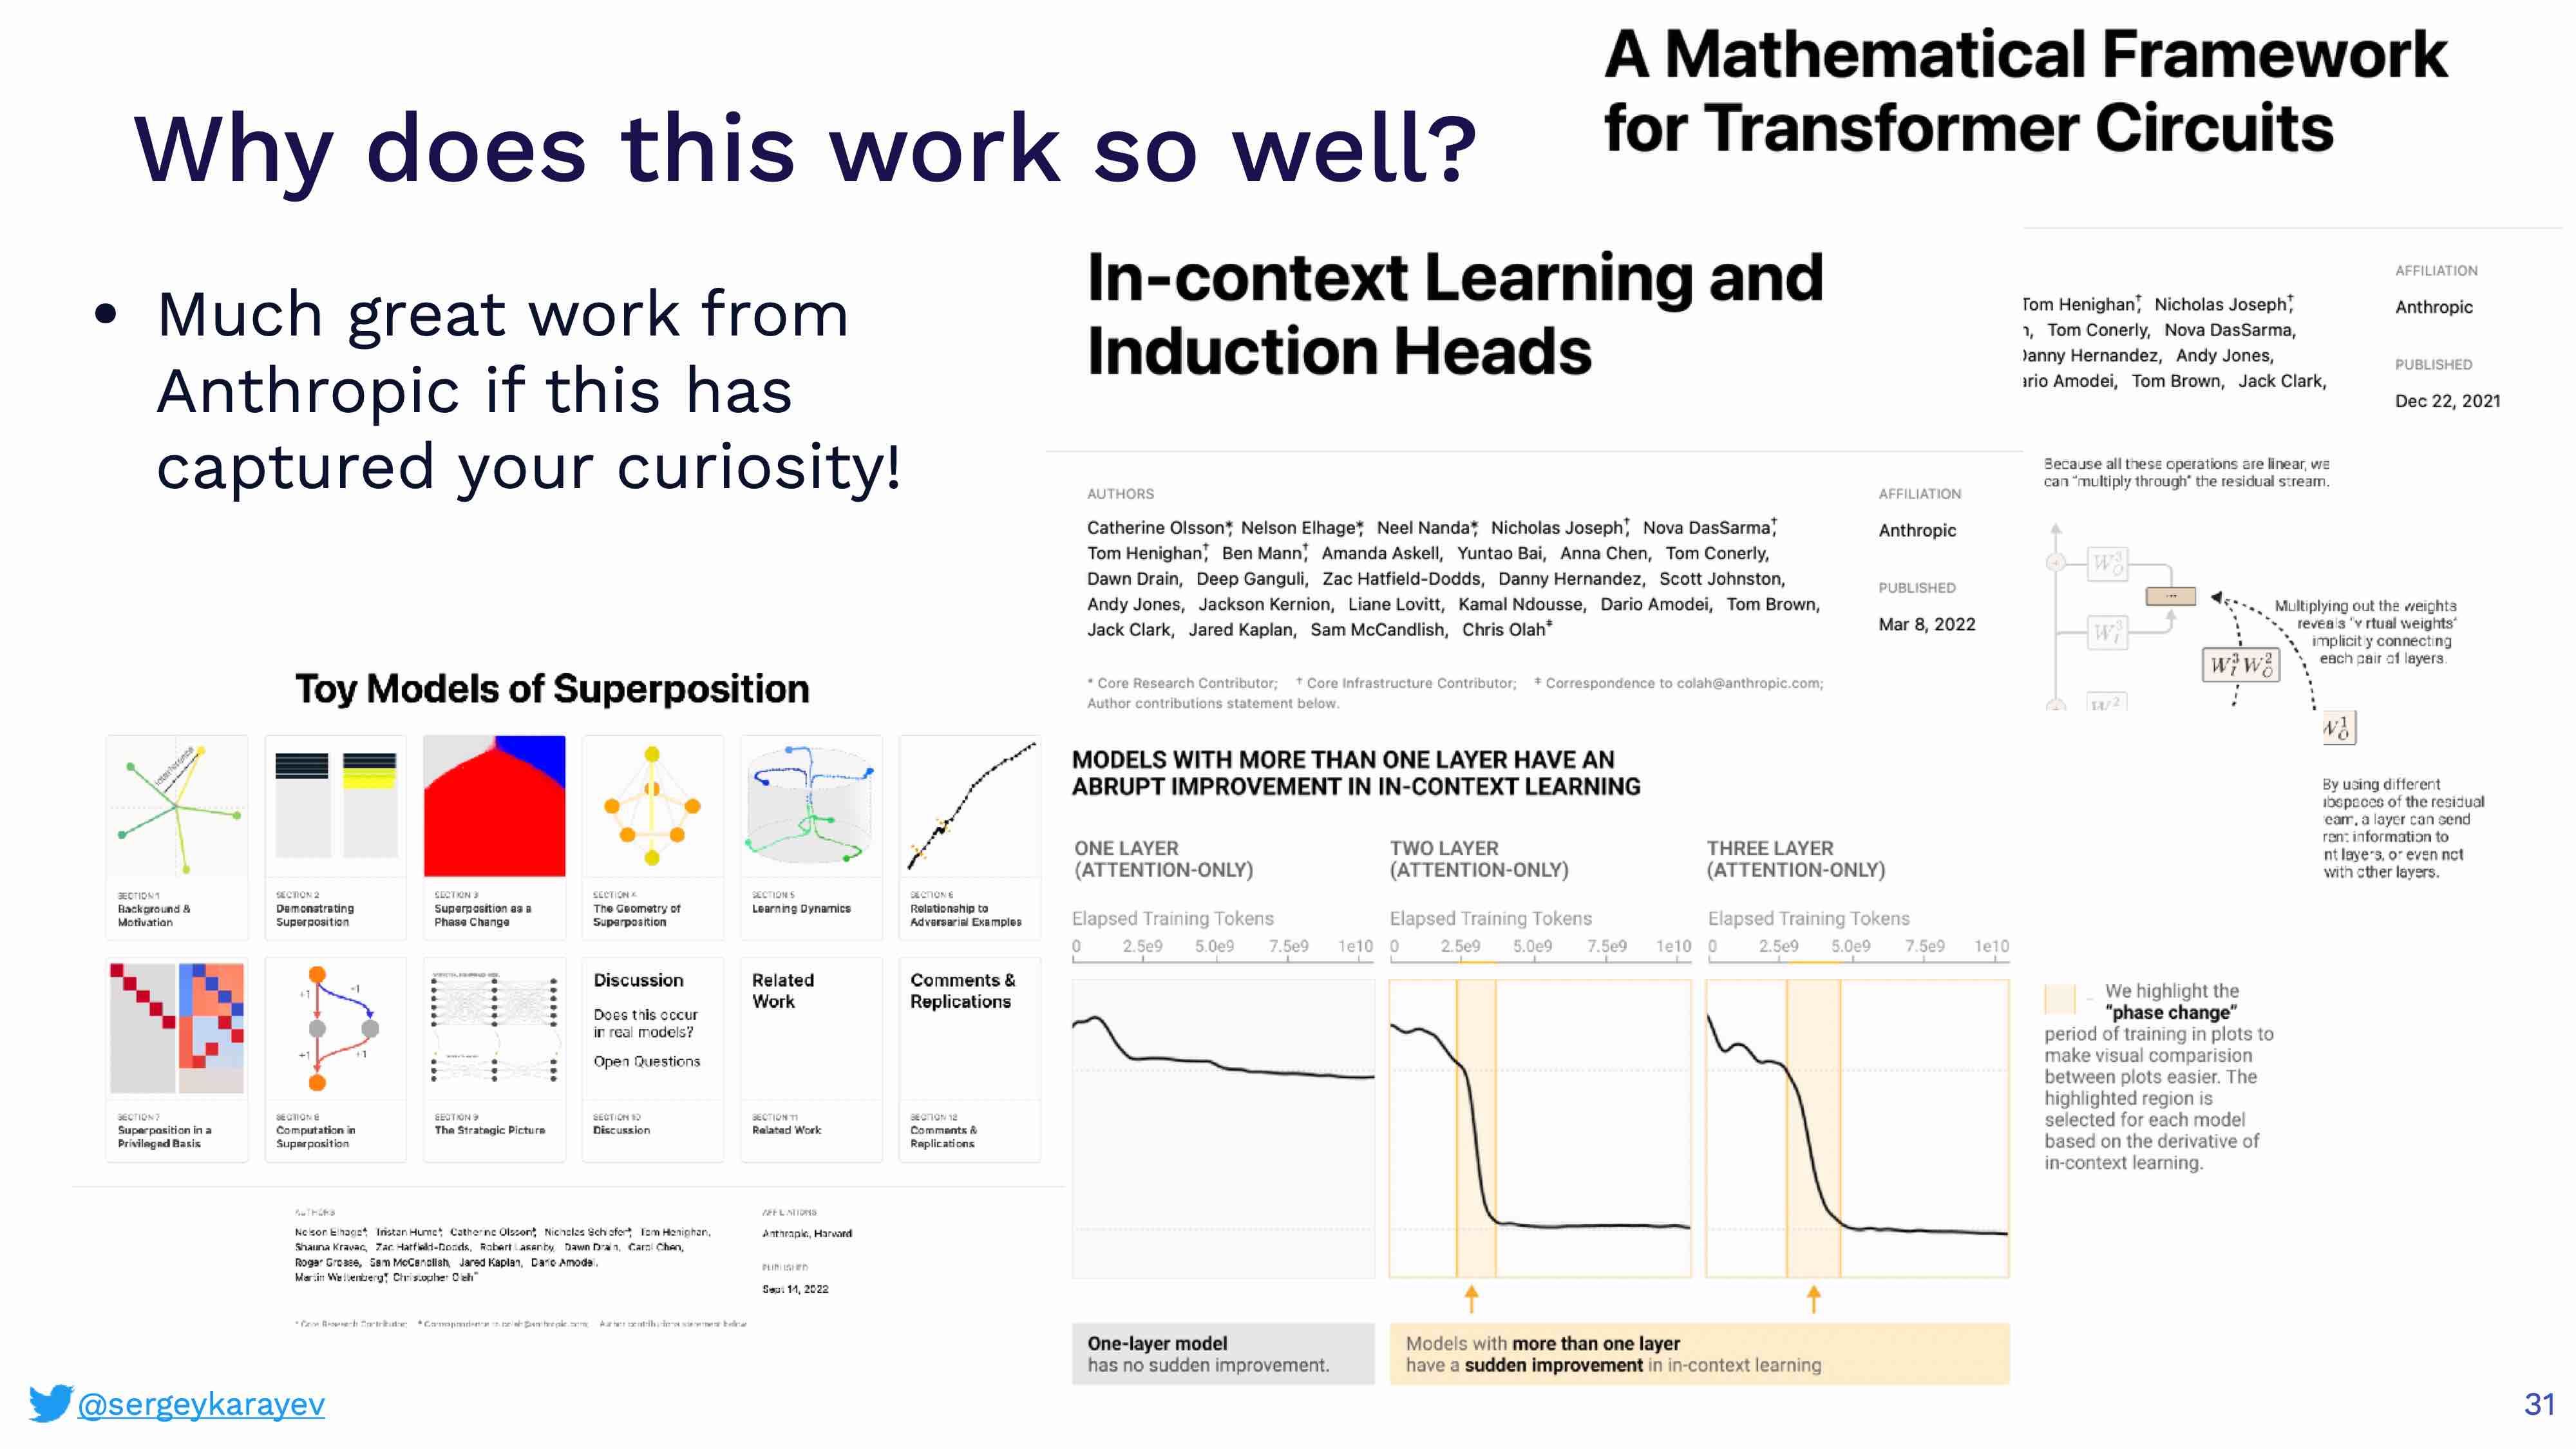 Why does this work so well?
• Much great work from
Anthropic if this has
captured your curiosity!
A Mathematical Framework
for Transformer Circuits
AFFILIATION
Anthropic
PUBLISHED
Dec 22, 2021
Tom Henighan†, Nicholas Joseph†,
Tom Conerly, Nova DasSarma,
Danny Hernandez, Andy Jones,
Tom Brown, Jack Clark,
Because all these operations are linear, we
can "multiply through" the residual stream.
W_O^3
W_I^3
W^2
...
W_I^3 W_O^2
Multiplying out the weights
reveals "virtual weights"
implicitly connecting
each pair of layers.
W_O^1
By using different
of the residual
a layer can send
information to
layers, or even not
with other layers.
In-context Learning and
Induction Heads
AUTHORS
Catherine Olsson*, Nelson Elhage*, Neel Nanda*, Nicholas Joseph†, Nova DasSarma†,
Tom Henighan†, Ben Mann†, Amanda Askell, Yuntao Bai, Anna Chen, Tom Conerly,
Dawn Drain, Deep Ganguli, Zac Hatfield-Dodds, Danny Hernandez, Scott Johnston,
Andy Jones, Jackson Kernion, Liane Lovitt, Kamal Ndousse, Dario Amodei, Tom Brown,
Jack Clark, Jared Kaplan, Sam McCandlish, Chris Olah‡
AFFILIATION
Anthropic
PUBLISHED
Mar 8, 2022
* Core Research Contributor; † Core Infrastructure Contributor; ‡ Correspondence to colah@anthropic.com;
Author contributions statement below.
MODELS WITH MORE THAN ONE LAYER HAVE AN
ABRUPT IMPROVEMENT IN IN-CONTEXT LEARNING
ONE LAYER
(ATTENTION-ONLY)
Elapsed Training Tokens
0 2.5e9 5.0e9 7.5e9 1e10
TWO LAYER
(ATTENTION-ONLY)
Elapsed Training Tokens
0 2.5e9 5.0e9 7.5e9 1e10
THREE LAYER
(ATTENTION-ONLY)
Elapsed Training Tokens
0 2.5e9 5.0e9 7.5e9 1e10
We highlight the
"phase change"
period of training in plots to
make visual comparision
between plots easier. The
highlighted region is
selected for each model
based on the derivative of
in-context learning.
One-layer model
has no sudden improvement.
Models with more than one layer
have a sudden improvement in in-context learning
Toy Models of Superposition
Interference
SECTION 1
Background &
Motivation
SECTION 2
Demonstrating
Superposition
SECTION 3
Superposition as a
Phase Change
SECTION 4
The Geometry of
Superposition
SECTION 5
Learning Dynamics
SECTION 6
Relationship to
Adversarial Examples
SECTION 7
Superposition in a
Privileged Basis
+1
-1
+1
+1
SECTION 8
Computation in
Superposition
SECTION 9
The Strategic Picture
Discussion
Does this occur
in real models?
Open Questions
SECTION 10
Discussion
Related
Work
SECTION 11
Related Work
Comments &
Replications
SECTION 12
Comments &
Replications
AUTHORS
Nelson Elhage*, Tristan Hume*, Catherine Olsson*, Nicholas Schiefer*, Tom Henighan,
Shauna Kravec, Zac Hatfield-Dodds, Robert Lasenby, Dawn Drain, Carol Chen,
Roger Grosse, Sam McCandlish, Jared Kaplan, Dario Amodei,
Martin Wattenberg*, Christopher Olah‡
AFFILIATIONS
Anthropic, Harvard
PUBLISHED
Sept 14, 2022
* Core Research Contributor; ‡ Correspondence to colah@anthropic.com; Author contributions statement below
@sergeykarayev
31